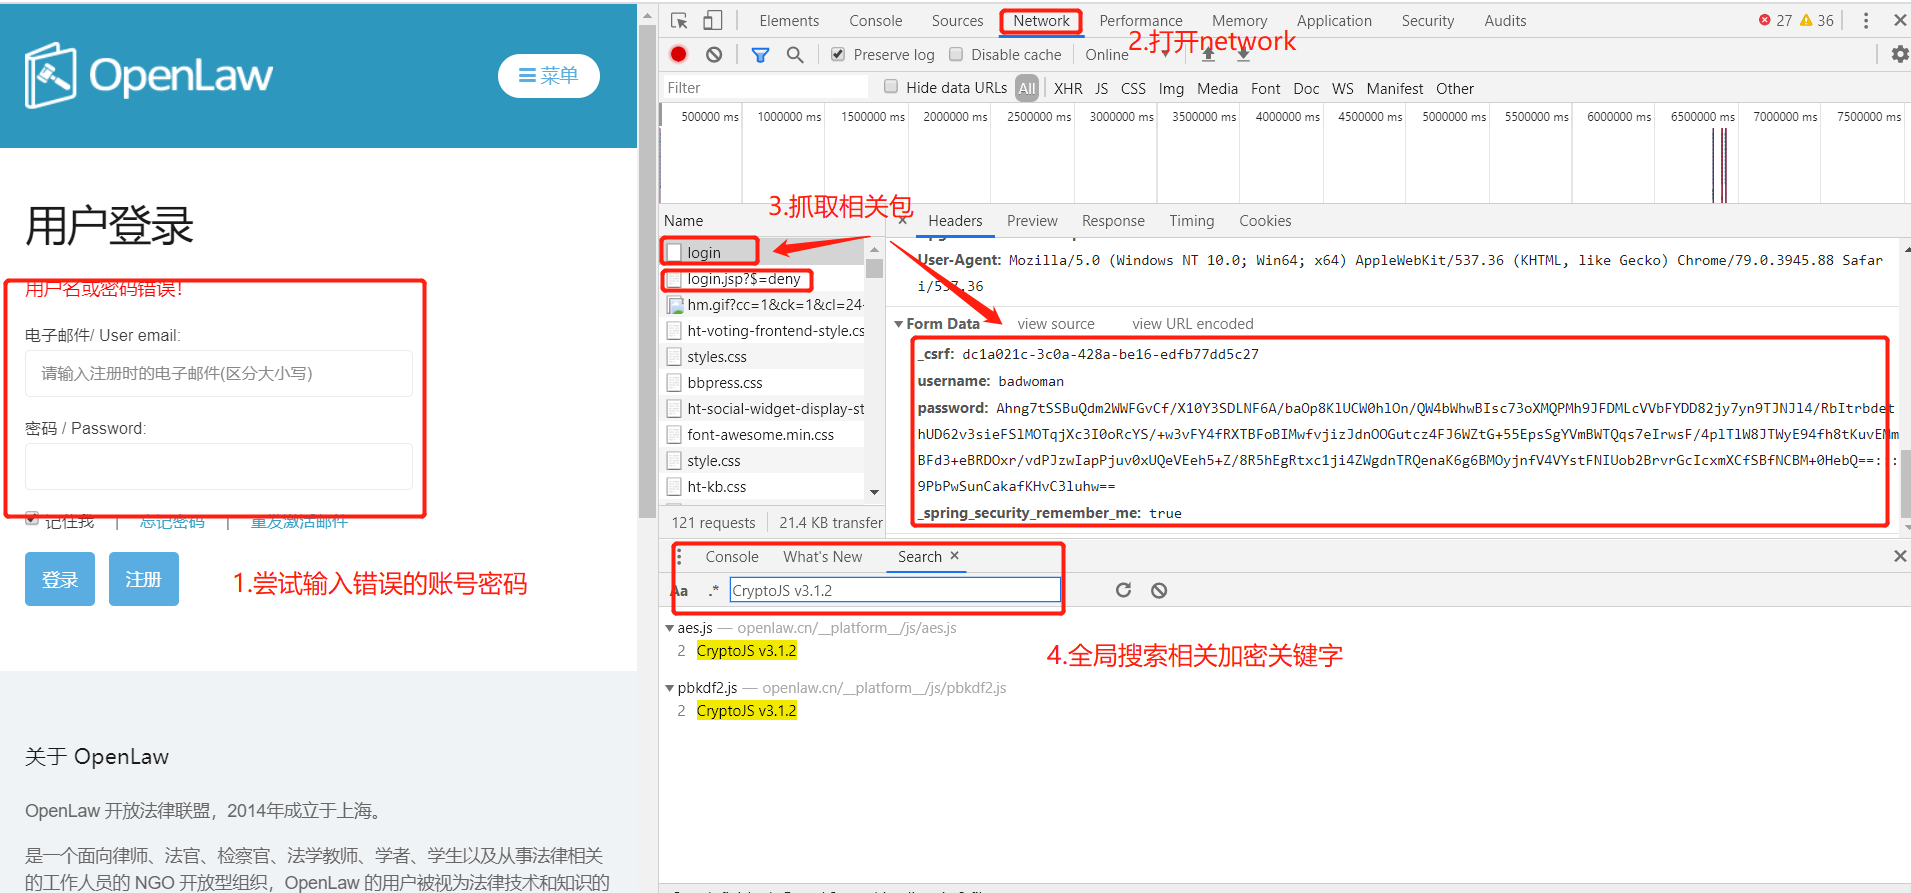 OpenLaw
菜单
用户登录
用户名或密码错误!
电子邮件/ User email:
请输入注册时的电子邮件(区分大小写)
密码 / Password:
记住我 | 忘记密码 | 重发激活邮件
登录 注册
1.尝试输入错误的账号密码
关于 OpenLaw
OpenLaw 开放法律联盟，2014年成立于上海。
是一个面向律师、法官、检察官、法学教师、学者、学生以及从事法律相关
的工作人员的 NGO 开放型组织，OpenLaw 的用户被视为法律技术和知识的
Elements Console Sources Network Performance Memory Application Security Audits 27 36
2.打开network
Preserve log Disable cache Online
Filter Hide data URLs All XHR JS CSS Img Media Font Doc WS Manifest Other
500000 ms 1000000 ms 1500000 ms 2000000 ms 2500000 ms 3000000 ms 3500000 ms 4000000 ms 4500000 ms 5000000 ms 5500000 ms 6000000 ms 6500000 ms 7000000 ms 7500000 ms
3.抓取相关包
Name
login
login.jsp?$=deny
hm.gif?cc=1&ck=1&cl=24-
ht-voting-frontend-style.cs
styles.css
bbpress.css
ht-social-widget-display-st
font-awesome.min.css
style.css
ht-kb.css
121 requests 21.4 KB transfer
Headers Preview Response Timing Cookies
User-Agent: Mozilla/5.0 (Windows NT 10.0; Win64; x64) AppleWebKit/537.36 (KHTML, like Gecko) Chrome/79.0.3945.88 Safar
i/537.36
Form Data view source view URL encoded
_csrf: dc1a021c-3c0a-428a-be16-edfb77dd5c27
username: badwoman
password: Ahng7tSSBuQdm2WWFGvCf/X10Y3SDLNF6A/baOp8KlUCW0hlOn/QW4bWhwBIsc73oXMQPMh9JFDMLcVVbFYDD82jy7yn9TJNJl4/RbItrbdet
hUD62v3sieFSlMOTqjXc3I0oRcYS/+w3vFY4fRXTBFoBIMwfvjizJdnOOGutcz4FJ6WZtG+55EpsSgYVmBWTQqs7eIrwsF/4plTlW8JTWyE94fh8tKuvENm
BFd3+eBRDOxr/vdPJzwIapPjuv0xUQeVEeh5+Z/8R5hEgRtxc1ji4ZWgdnTRQenaK6g6BMOyjnfV4VYstFNIUob2BrvrGcIcxmXCfSBfNCBM+0HebQ==:::
9PbPwSunCakafKHvC3luhw==
_spring_security_remember_me: true
Console What's New Search
Aa .* CryptoJS v3.1.2
aes.js — openlaw.cn/__platform__/js/aes.js
2 CryptoJS v3.1.2
4.全局搜索相关加密关键字
pbkdf2.js — openlaw.cn/__platform__/js/pbkdf2.js
2 CryptoJS v3.1.2